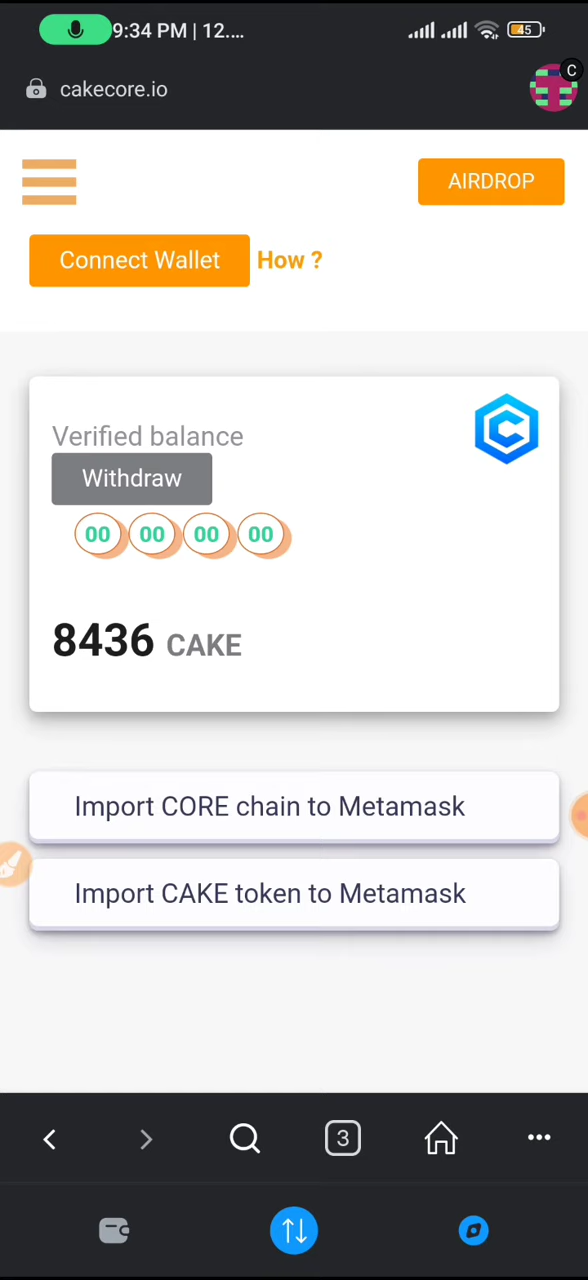 9:34 PM | 12....
45
cakecore.io
C
AIRDROP
Connect Wallet How ?
Verified balance
Withdraw
00 00 00 00
8436 CAKE
Import CORE chain to Metamask
Import CAKE token to Metamask
3